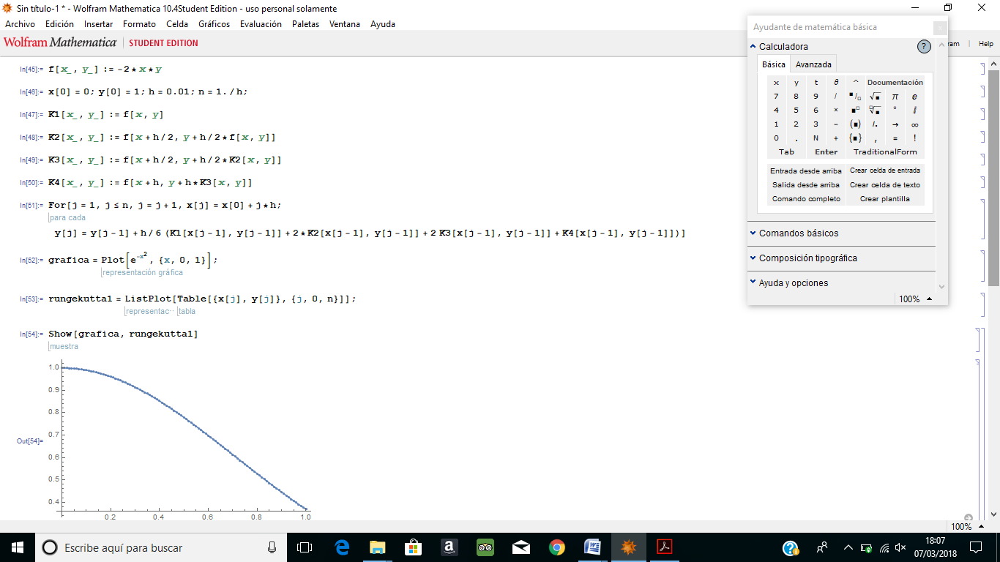 Sin título-1 * - Wolfram Mathematica 10.4Student Edition - uso personal solamente
Archivo Edición Insertar Formato Celda Gráficos Evaluación Paletas Ventana Ayuda
Wolfram Mathematica | STUDENT EDITION
ram | Help
In[45]:= f[x_, y_] := -2*x*y
In[46]:= x[0] = 0; y[0] = 1; h = 0.01; n = 1. / h;
In[47]:= K1[x_, y_] := f[x, y]
In[48]:= K2[x_, y_] := f[x + h/2, y + h/2*f[x, y]]
In[49]:= K3[x_, y_] := f[x + h/2, y + h/2*K2[x, y]]
In[50]:= K4[x_, y_] := f[x + h, y + h*K3[x, y]]
In[51]:= For[j = 1, j ≤ n, j = j + 1, x[j] = x[0] + j*h;
para cada
y[j] = y[j - 1] + h/6 (K1[x[j - 1], y[j - 1]] + 2*K2[x[j - 1], y[j - 1]] + 2 K3[x[j - 1], y[j - 1]] + K4[x[j - 1], y[j - 1]])]
In[52]:= grafica = Plot[e^-x², {x, 0, 1}];
representación gráfica
In[53]:= rungekutta1 = ListPlot[Table[{x[j], y[j]}, {j, 0, n}]];
representac·· tabla
In[54]:= Show[grafica, rungekutta1]
muestra
Out[54]=
1.0
0.9
0.8
0.7
0.6
0.5
0.4
0.2 0.4 0.6 0.8 1.0
Ayudante de matemática básica
Calculadora ?
Básica Avanzada
x y t θ ^ Documentación
7 8 9 / ■/□ √■ π e
4 5 6 × ■□ □√■ ° i
1 2 3 − (■) /. → ∞
0 . N + {■} , = !
Tab Enter TraditionalForm
Entrada desde arriba Crear celda de entrada
Salida desde arriba Crear celda de texto
Comando completo Crear plantilla
Comandos básicos
Composición tipográfica
Ayuda y opciones
100%
100%
Escribe aquí para buscar
18:07
07/03/2018